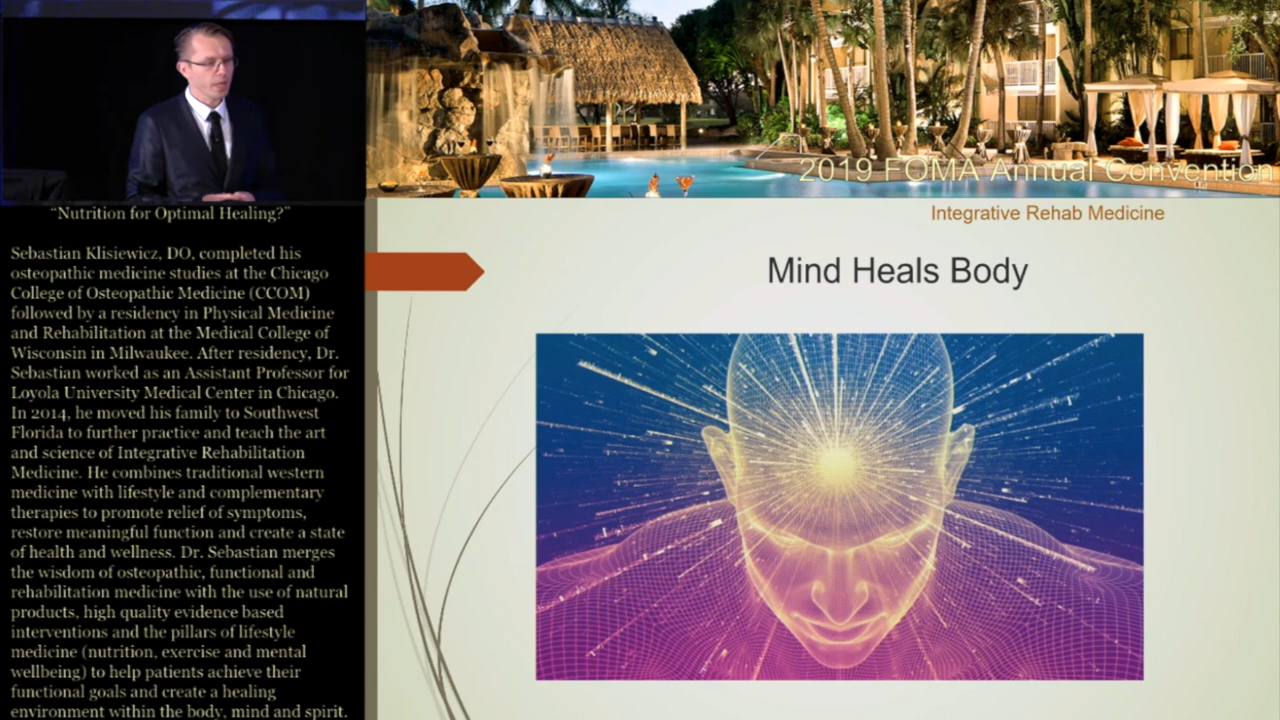 2019 FOMA Annual Convention
"Nutrition for Optimal Healing?"
Sebastian Klisiewicz, DO, completed his
osteopathic medicine studies at the Chicago
College of Osteopathic Medicine (CCOM)
followed by a residency in Physical Medicine
and Rehabilitation at the Medical College of
Wisconsin in Milwaukee. After residency, Dr.
Sebastian worked as an Assistant Professor for
Loyola University Medical Center in Chicago.
In 2014, he moved his family to Southwest
Florida to further practice and teach the art
and science of Integrative Rehabilitation
Medicine. He combines traditional western
medicine with lifestyle and complementary
therapies to promote relief of symptoms,
restore meaningful function and create a state
of health and wellness. Dr. Sebastian merges
the wisdom of osteopathic, functional and
rehabilitation medicine with the use of natural
products, high quality evidence based
interventions and the pillars of lifestyle
medicine (nutrition, exercise and mental
wellbeing) to help patients achieve their
functional goals and create a healing
environment within the body, mind and spirit.
Integrative Rehab Medicine
Mind Heals Body